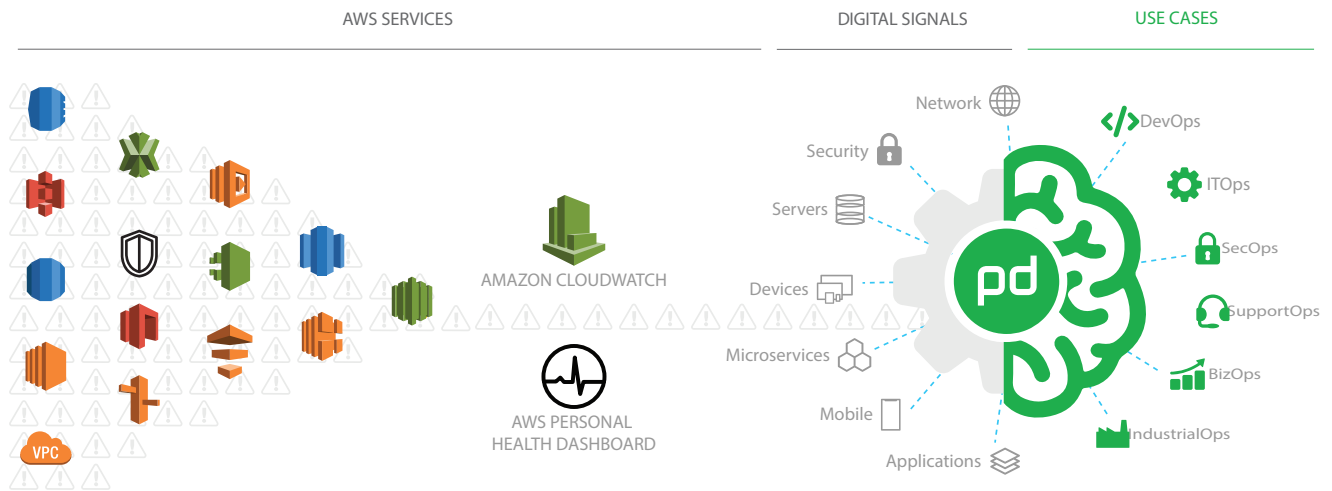 AWS SERVICES
DIGITAL SIGNALS
USE CASES
Network
Security
Servers
Devices
Microservices
Mobile
Applications
AMAZON CLOUDWATCH
AWS PERSONAL
HEALTH DASHBOARD
VPC
pd
DevOps
ITOps
SecOps
SupportOps
BizOps
IndustrialOps